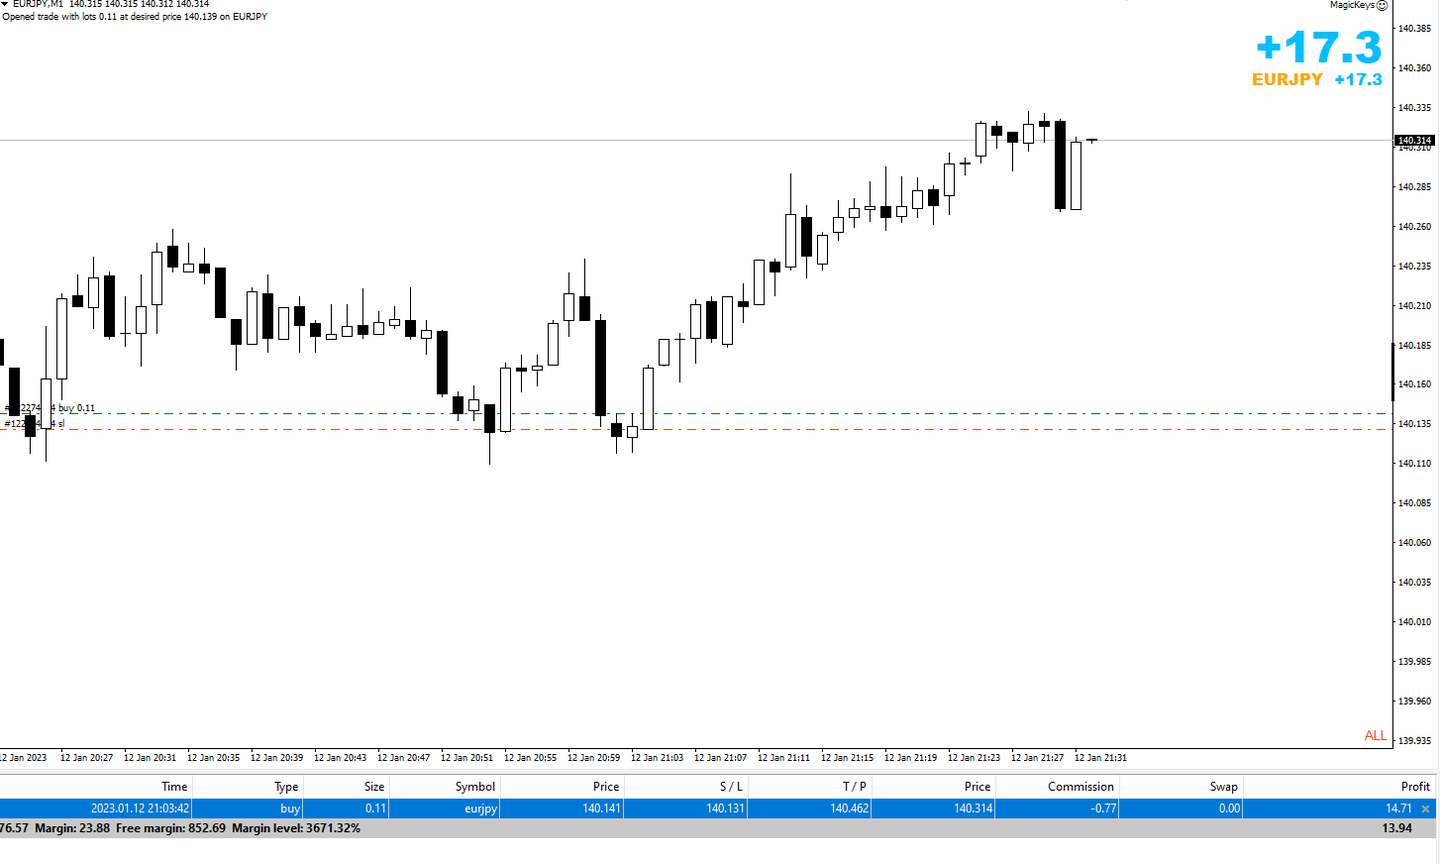 EURJPY,M1 140.315 140.315 140.312 140.314
MagicKeys
Opened trade with lots 0.11 at desired price 140.139 on EURJPY
+17.3
EURJPY +17.3
140.385
140.360
140.335
140.314
140.310
140.285
140.260
140.235
140.210
140.185
140.160
140.135
140.110
140.085
140.060
140.035
140.010
139.985
139.960
139.935
buy 0.11
sl
ALL
12 Jan 2023 12 Jan 20:27 12 Jan 20:31 12 Jan 20:35 12 Jan 20:39 12 Jan 20:43 12 Jan 20:47 12 Jan 20:51 12 Jan 20:55 12 Jan 20:59 12 Jan 21:03 12 Jan 21:07 12 Jan 21:11 12 Jan 21:15 12 Jan 21:19 12 Jan 21:23 12 Jan 21:27 12 Jan 21:31
Time Type Size Symbol Price S / L T / P Price Commission Swap Profit
2023.01.12 21:03:42 buy 0.11 eurjpy 140.141 140.131 140.462 140.314 -0.77 0.00 14.71
76.57 Margin: 23.88 Free margin: 852.69 Margin level: 3671.32% 13.94